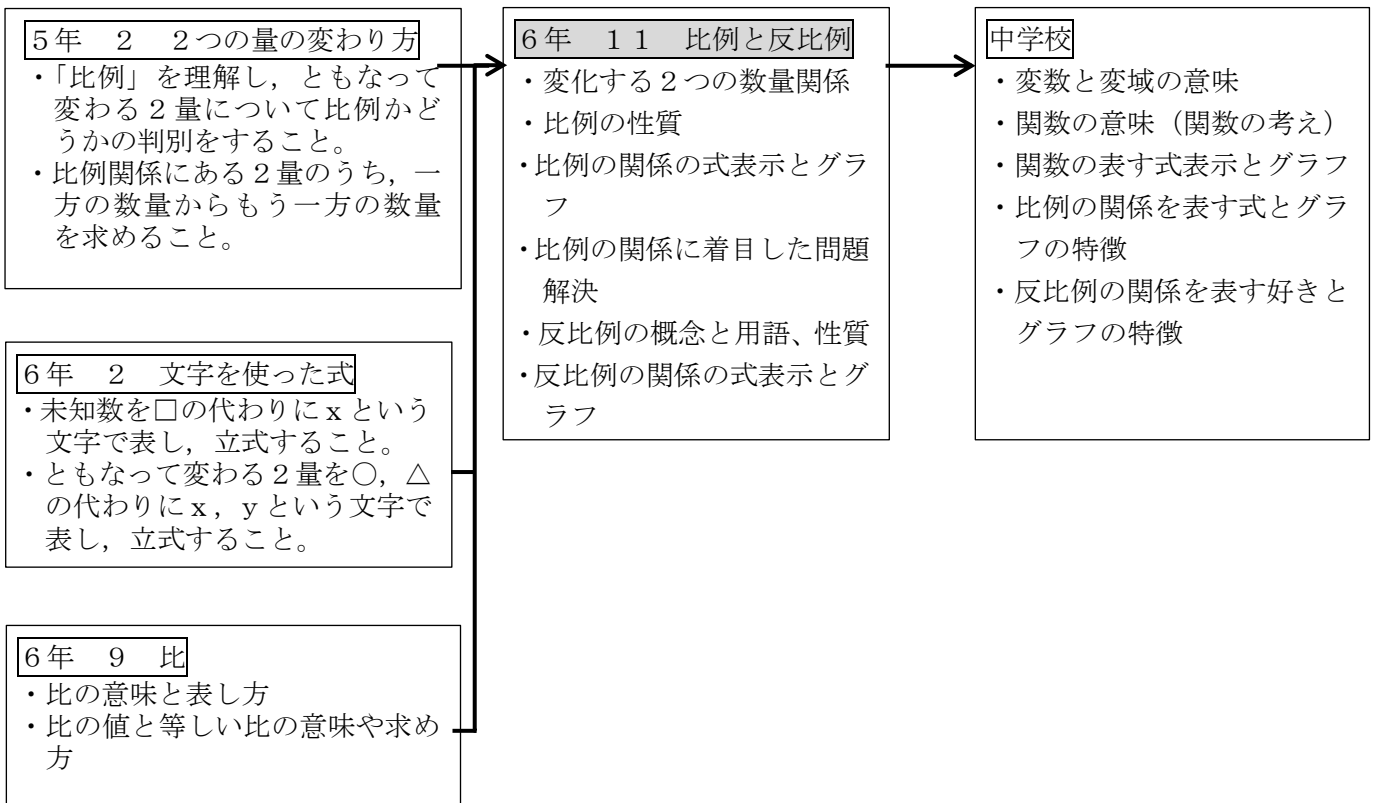 5年　2　2つの量の変わり方
・「比例」を理解し，ともなって
変わる2量について比例かど
うかの判別をすること。
・比例関係にある2量のうち，一
方の数量からもう一方の数量
を求めること。
6年　2　文字を使った式
・未知数を□の代わりにｘという
文字で表し，立式すること。
・ともなって変わる2量を○，△
の代わりにｘ，ｙという文字で
表し，立式すること。
6年　9　比
・比の意味と表し方
・比の値と等しい比の意味や求め
方
6年　11　比例と反比例
・変化する2つの数量関係
・比例の性質
・比例の関係の式表示とグラ
フ
・比例の関係に着目した問題
解決
・反比例の概念と用語、性質
・反比例の関係の式表示とグ
ラフ
中学校
・変数と変域の意味
・関数の意味（関数の考え）
・関数の表す式表示とグラフ
・比例の関係を表す式とグラ
フの特徴
・反比例の関係を表す好きと
グラフの特徴